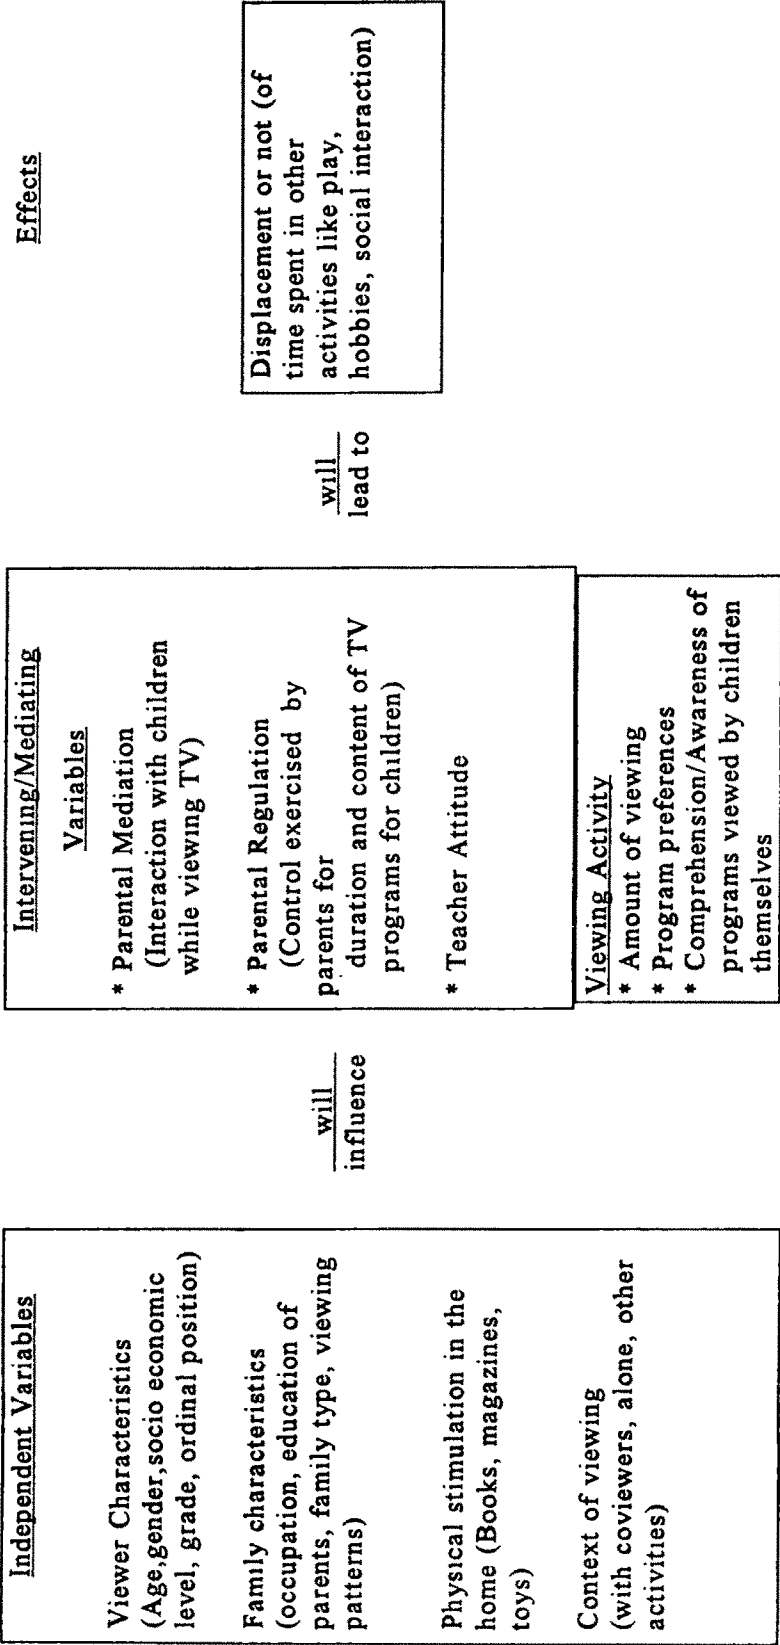 Independent Variables
Viewer Characteristics
(Age,gender,socio economic
level, grade, ordinal position)
Family characteristics
(occupation, education of
parents, family type, viewing
patterns)
Physical stimulation in the
home (Books, magazines,
toys)
Context of viewing
(with coviewers, alone, other
activities)
will
influence
Intervening/Mediating
Variables
* Parental Mediation
(Interaction with children
while viewing TV)
* Parental Regulation
(Control exercised by
parents for
duration and content of TV
programs for children)
* Teacher Attitude
Viewing Activity
* Amount of viewing
* Program preferences
* Comprehension/Awareness of
programs viewed by children
themselves
will
lead to
Effects
Displacement or not (of
time spent in other
activities like play,
hobbies, social interaction)